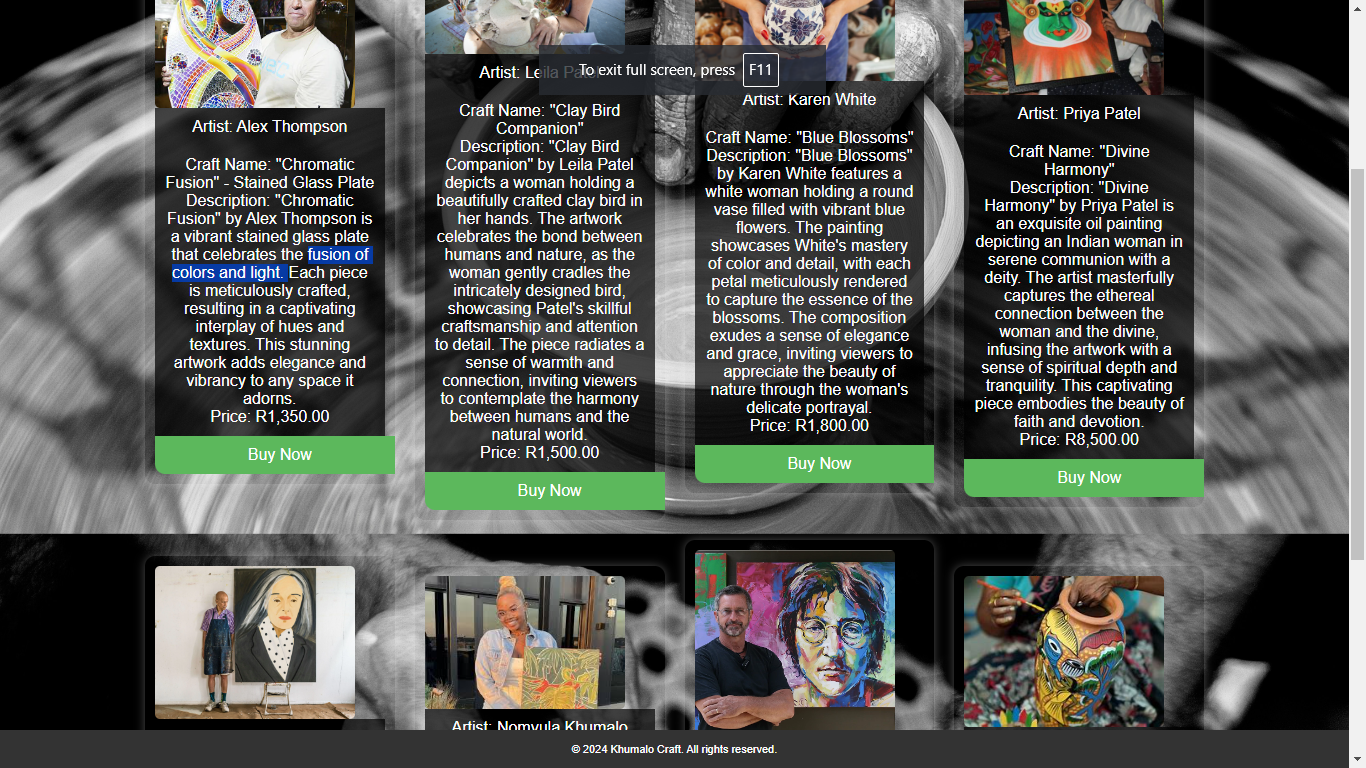 To exit full screen, press F11
Artist: Alex Thompson
Craft Name: "Chromatic
Fusion" - Stained Glass Plate
Description: "Chromatic
Fusion" by Alex Thompson is
a vibrant stained glass plate
that celebrates the fusion of
colors and light. Each piece
is meticulously crafted,
resulting in a captivating
interplay of hues and
textures. This stunning
artwork adds elegance and
vibrancy to any space it
adorns.
Price: R1,350.00
Buy Now
Artist: Leila Patel
Craft Name: "Clay Bird
Companion"
Description: "Clay Bird
Companion" by Leila Patel
depicts a woman holding a
beautifully crafted clay bird in
her hands. The artwork
celebrates the bond between
humans and nature, as the
woman gently cradles the
intricately designed bird,
showcasing Patel's skillful
craftsmanship and attention
to detail. The piece radiates a
sense of warmth and
connection, inviting viewers
to contemplate the harmony
between humans and the
natural world.
Price: R1,500.00
Buy Now
Artist: Karen White
Craft Name: "Blue Blossoms"
Description: "Blue Blossoms"
by Karen White features a
white woman holding a round
vase filled with vibrant blue
flowers. The painting
showcases White's mastery
of color and detail, with each
petal meticulously rendered
to capture the essence of the
blossoms. The composition
exudes a sense of elegance
and grace, inviting viewers to
appreciate the beauty of
nature through the woman's
delicate portrayal.
Price: R1,800.00
Buy Now
Artist: Priya Patel
Craft Name: "Divine
Harmony"
Description: "Divine
Harmony" by Priya Patel is
an exquisite oil painting
depicting an Indian woman in
serene communion with a
deity. The artist masterfully
captures the ethereal
connection between the
woman and the divine,
infusing the artwork with a
sense of spiritual depth and
tranquility. This captivating
piece embodies the beauty of
faith and devotion.
Price: R8,500.00
Buy Now
Artist: Nomvula Khumalo
© 2024 Khumalo Craft. All rights reserved.